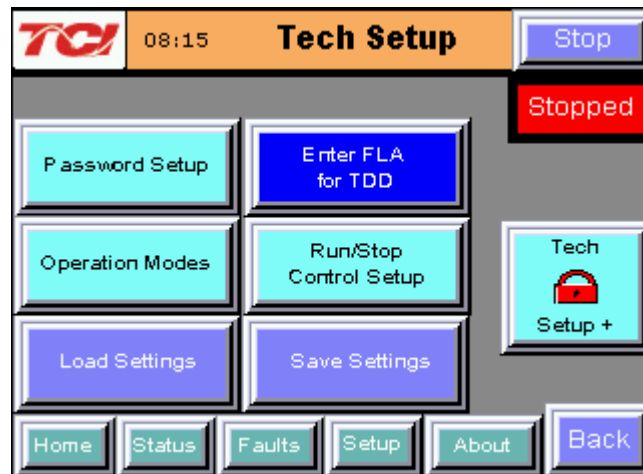 TCI 08:15 Tech Setup Stop
Stopped
Password Setup
Enter FLA
for TDD
Operation Modes
Run/Stop
Control Setup
Tech
Setup +
Load Settings
Save Settings
Home Status Faults Setup About Back